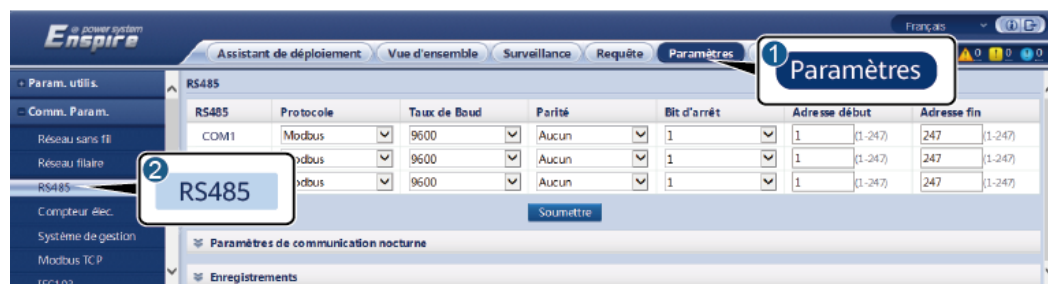 e power system
Enspire
Français
Assistant de déploiement Vue d'ensemble Surveillance Requête Paramètres
1 Paramètres
0 0 0
Param. utilis.
Comm. Param.
Réseau sans fil
Réseau filaire
RS485
Compteur élec.
Système de gestion
Modbus TCP
2 RS485
RS485
RS485 Protocole Taux de Baud Parité Bit d'arrêt Adresse début Adresse fin
COM1 Modbus 9600 Aucun 1 1 (1-247) 247 (1-247)
odbus 9600 Aucun 1 1 (1-247) 247 (1-247)
odbus 9600 Aucun 1 1 (1-247) 247 (1-247)
Soumettre
Paramètres de communication nocturne
Enregistrements